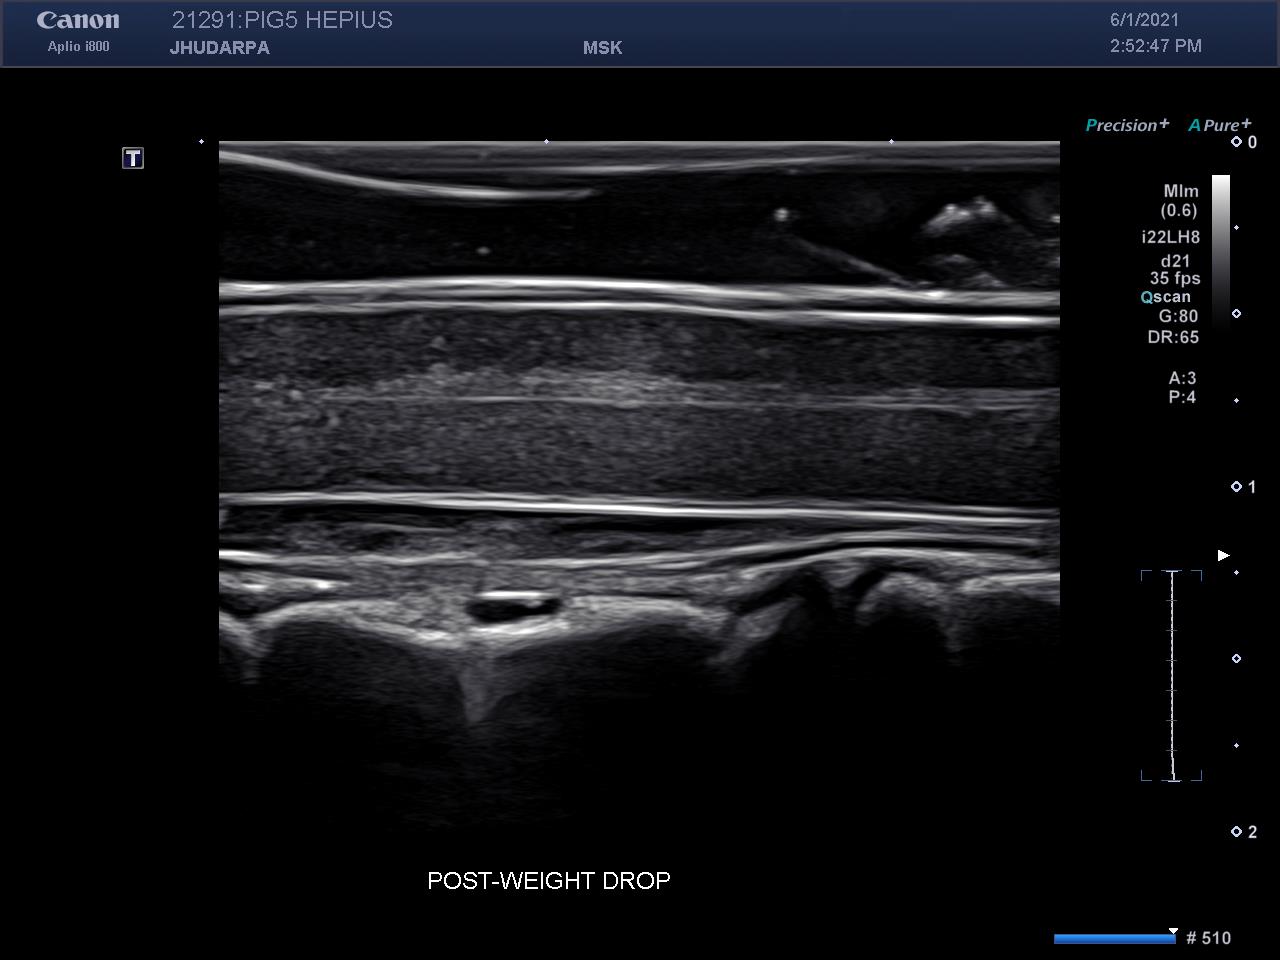 Canon
Aplio i800
21291:PIG5 HEPIUS
JHUDARPA
MSK
6/1/2021
2:52:47 PM
Precision+ APure+
T
0
MIm
(0.6)
i22LH8
d21
35 fps
Qscan
G:80
DR:65
A:3
P:4
1
2
POST-WEIGHT DROP
# 510